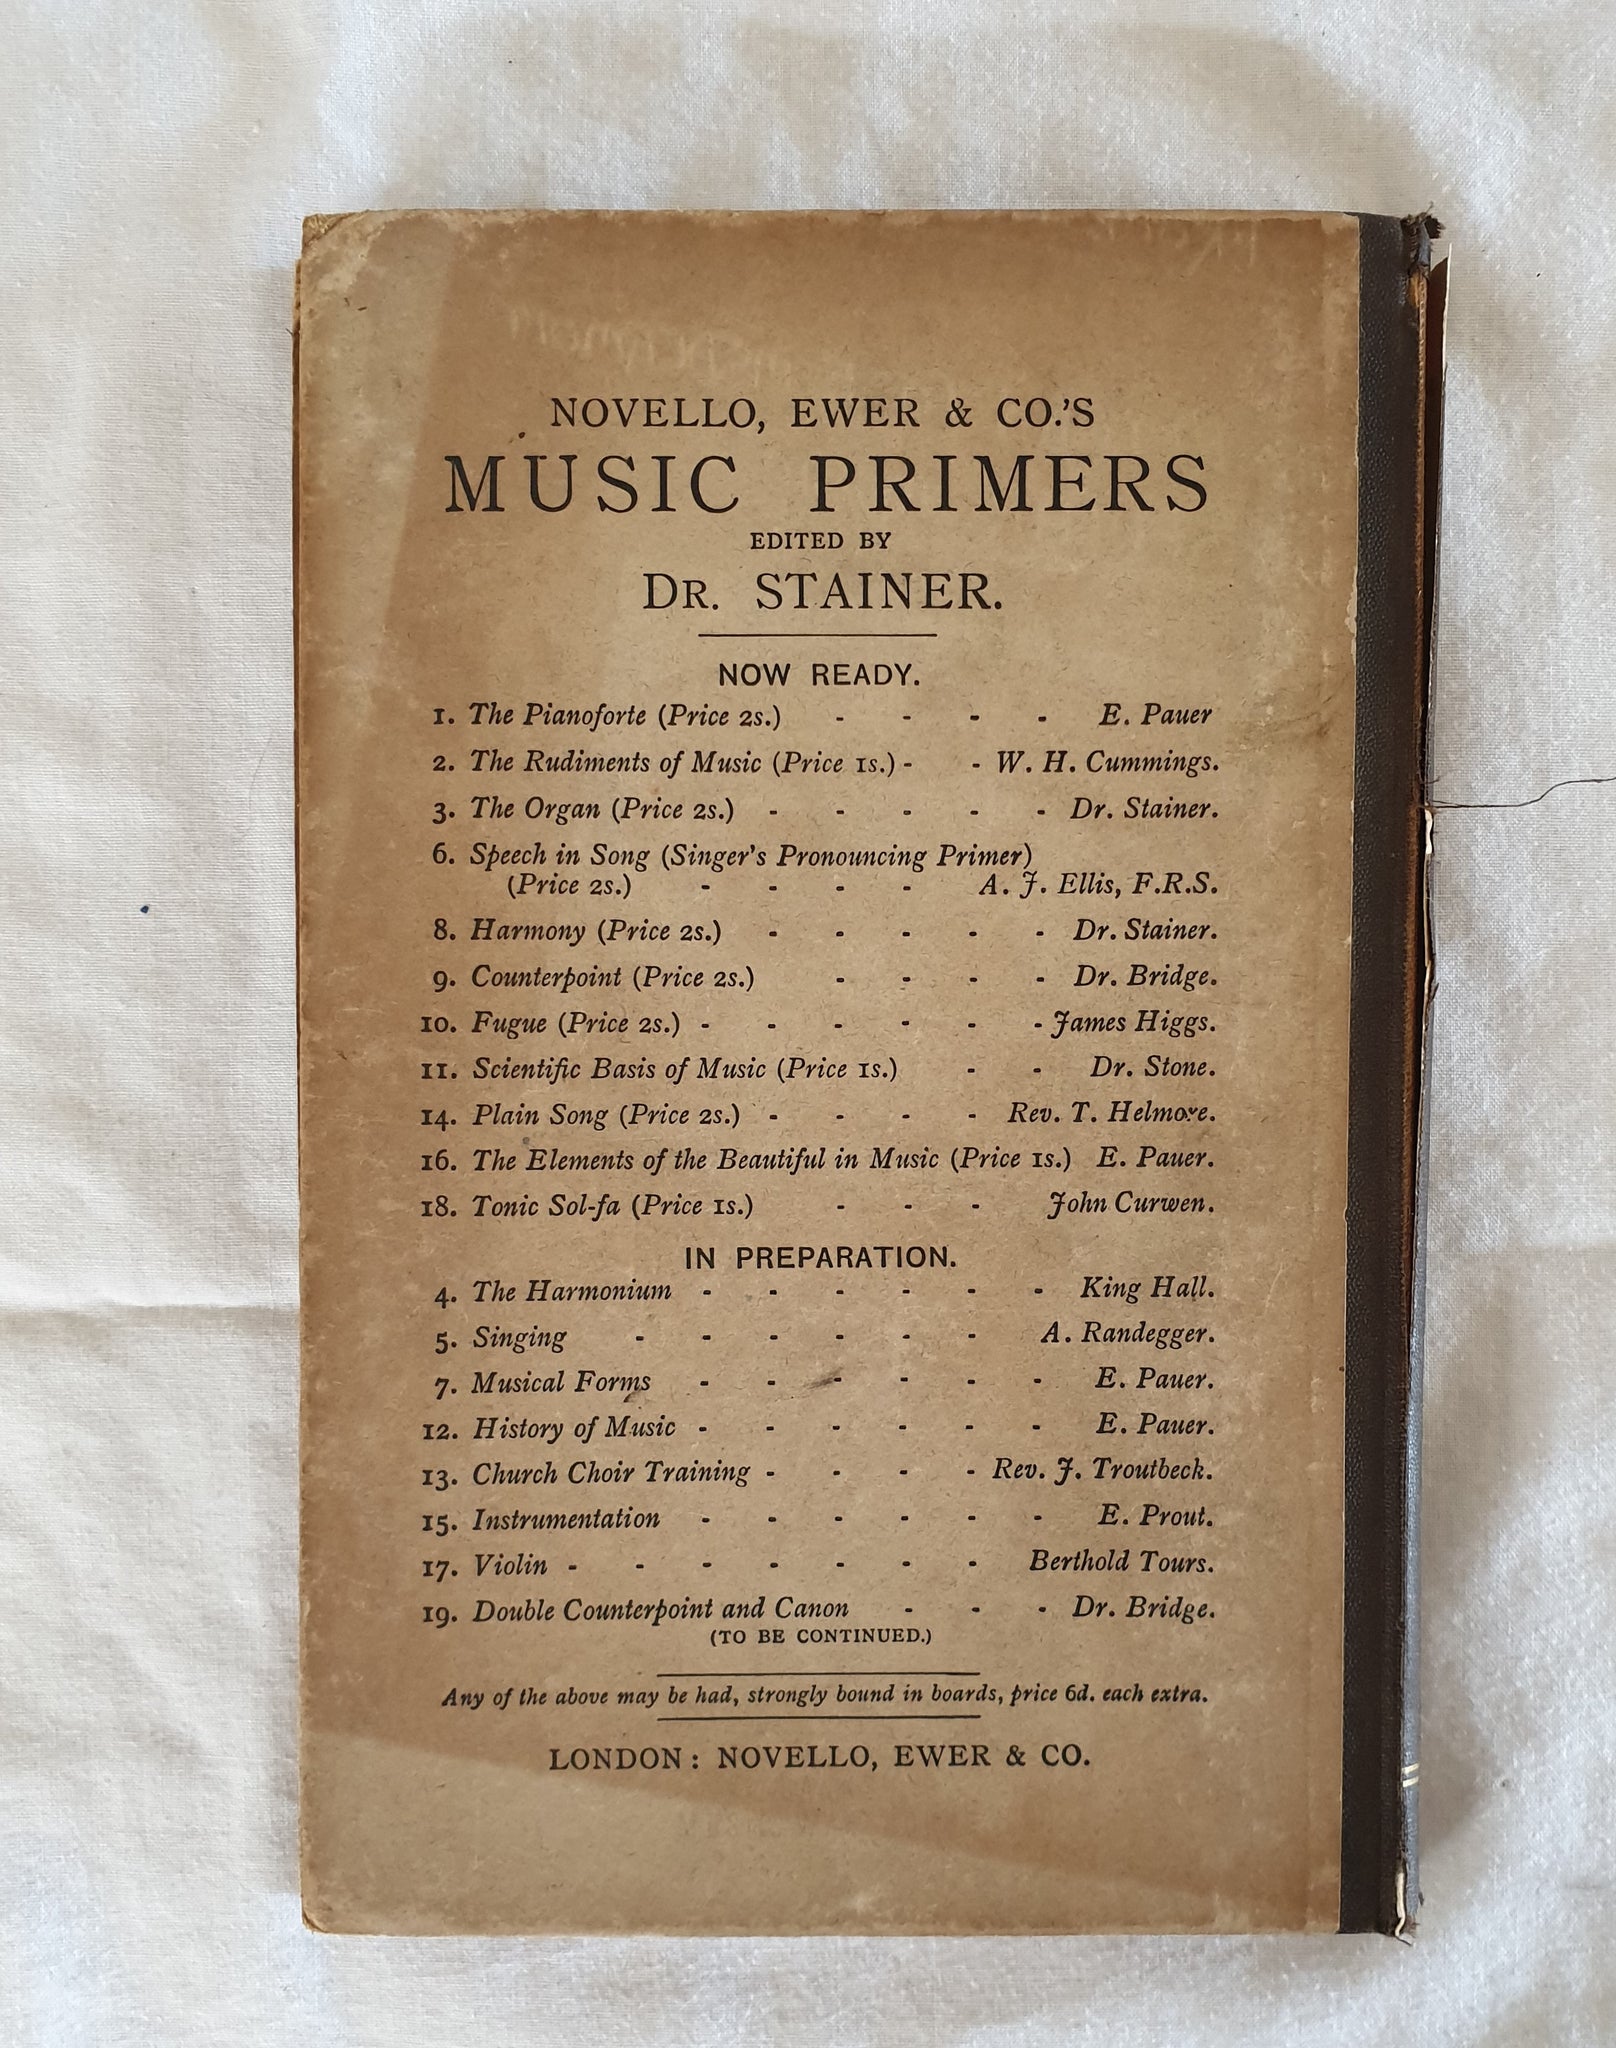 NOVELLO, EWER & CO.'S
MUSIC PRIMERS
EDITED BY
DR. STAINER.
NOW READY.
1. The Pianoforte (Price 2s.) - - - - E. Pauer
2. The Rudiments of Music (Price 1s.) - - W. H. Cummings.
3. The Organ (Price 2s.) - - - - - Dr. Stainer.
6. Speech in Song (Singer's Pronouncing Primer)
(Price 2s.) - - - - A. J. Ellis, F.R.S.
8. Harmony (Price 2s.) - - - - - Dr. Stainer.
9. Counterpoint (Price 2s.) - - - - Dr. Bridge.
10. Fugue (Price 2s.) - - - - - - James Higgs.
11. Scientific Basis of Music (Price 1s.) - - Dr. Stone.
14. Plain Song (Price 2s.) - - - - Rev. T. Helmore.
16. The Elements of the Beautiful in Music (Price 1s.) E. Pauer.
18. Tonic Sol-fa (Price 1s.) - - - John Curwen.
IN PREPARATION.
4. The Harmonium - - - - - - King Hall.
5. Singing - - - - - - A. Randegger.
7. Musical Forms - - - - - - E. Pauer.
12. History of Music - - - - - - E. Pauer.
13. Church Choir Training - - - - Rev. J. Troutbeck.
15. Instrumentation - - - - - - E. Prout.
17. Violin - - - - - - - Berthold Tours.
19. Double Counterpoint and Canon - - - Dr. Bridge.
(TO BE CONTINUED.)
Any of the above may be had, strongly bound in boards, price 6d. each extra.
LONDON: NOVELLO, EWER & CO.